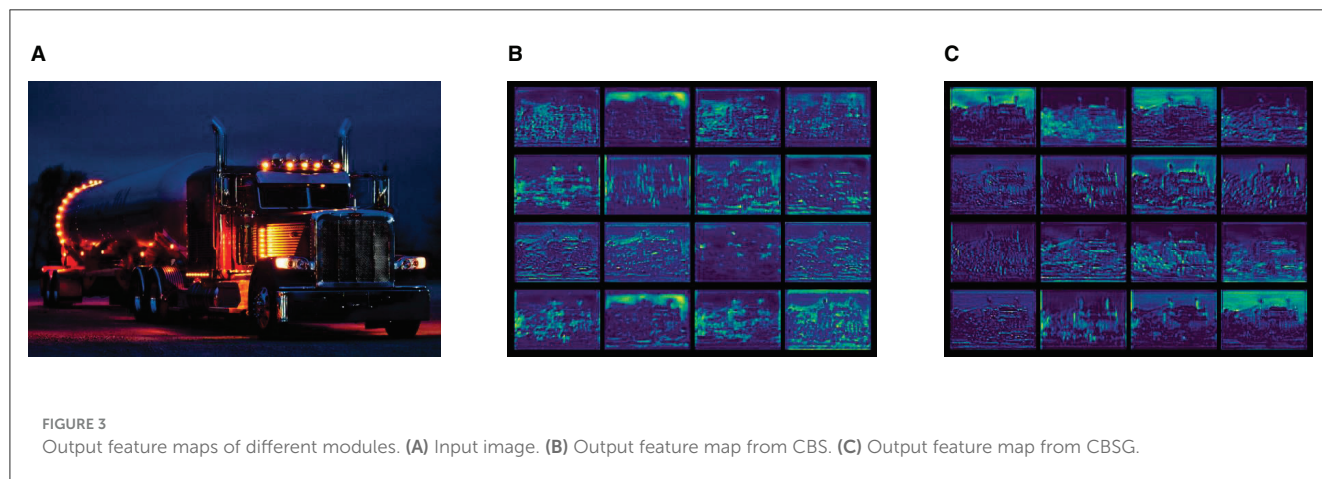 A
B
C
FIGURE 3
Output feature maps of different modules. (A) Input image. (B) Output feature map from CBS. (C) Output feature map from CBSG.